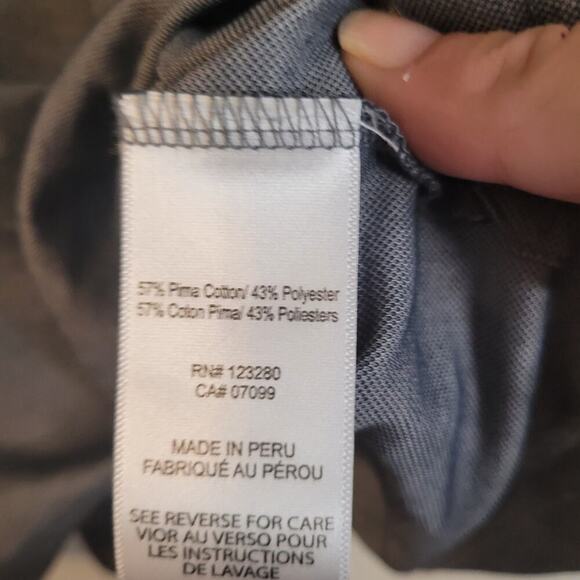 57% Pima Cotton/ 43% Polyester
57% Coton Pima/ 43% Poliesters
RN# 123280
CA# 07099
MADE IN PERU
FABRIQUÉ AU PÉROU
SEE REVERSE FOR CARE
VIOR AU VERSO POUR
LES INSTRUCTIONS
DE LAVAGE